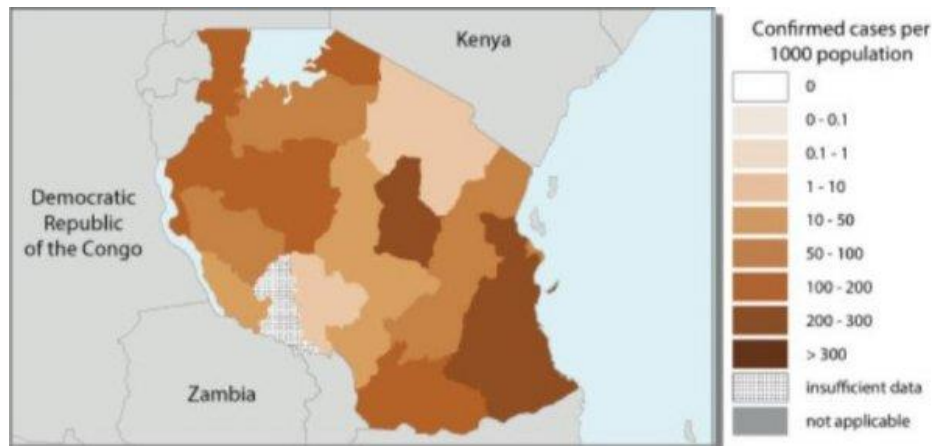 Kenya
Democratic
Republic
of the Congo
Zambia
Confirmed cases per
1000 population
0
0 - 0.1
0.1 - 1
1 - 10
10 - 50
50 - 100
100 - 200
200 - 300
> 300
insufficient data
not applicable